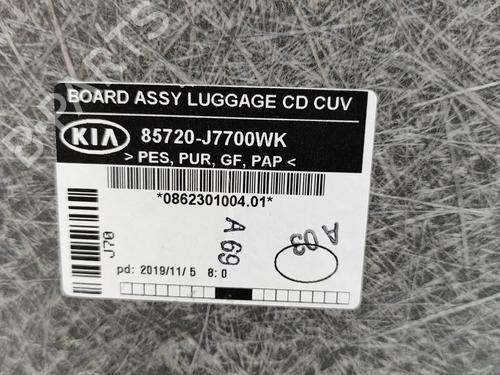 BOARD ASSY LUGGAGE CD CUV
KIA 85720-J7700WK
> PES, PUR, GF, PAP <
*0862301004.01*
A 69
A 03
J70
pd: 2019/11/ 5 8: 0
B-PARTS